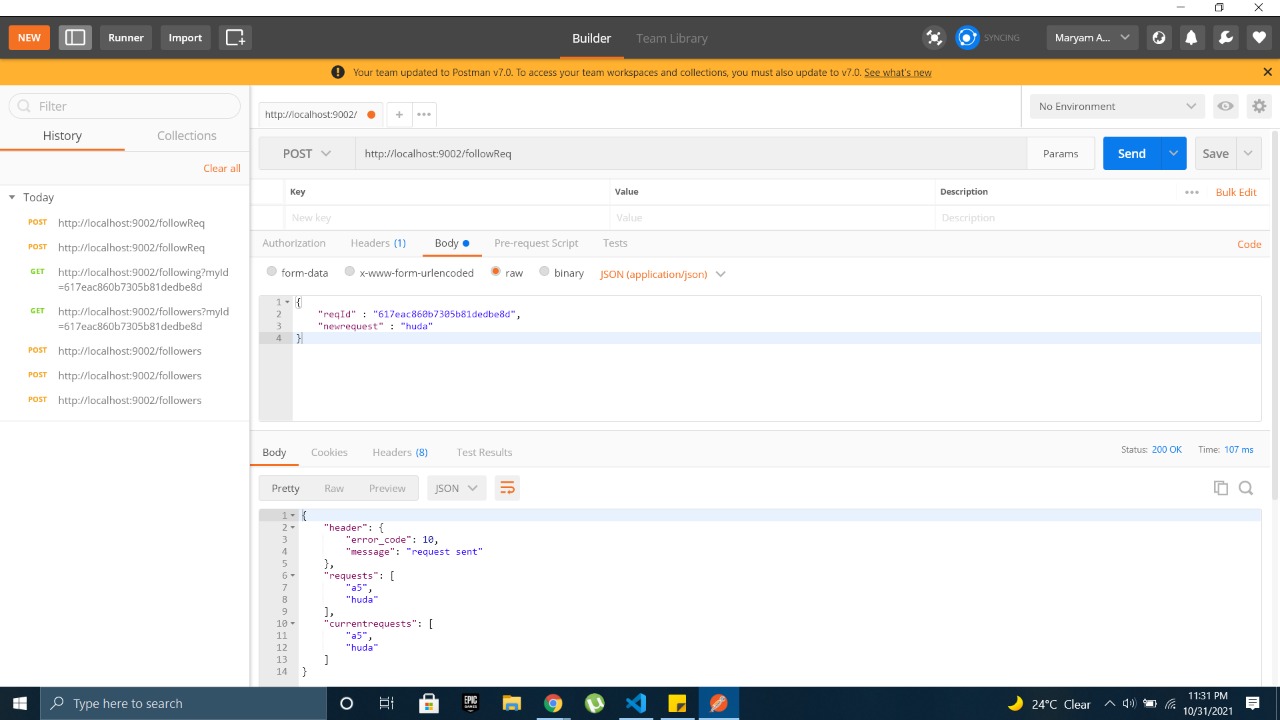 NEW
Runner
Import
Builder
Team Library
SYNCING
Maryam A...
Your team updated to Postman v7.0. To access your team workspaces and collections, you must also update to v7.0. See what's new
Filter
History
Collections
Clear all
Today
POST http://localhost:9002/followReq
POST http://localhost:9002/followReq
GET http://localhost:9002/following?myId
=617eac860b7305b81dedbe8d
GET http://localhost:9002/followers?myId
=617eac860b7305b81dedbe8d
POST http://localhost:9002/followers
POST http://localhost:9002/followers
POST http://localhost:9002/followers
http://localhost:9002/
No Environment
POST
http://localhost:9002/followReq
Params
Send
Save
Key
Value
Description
Bulk Edit
New key
Value
Description
Authorization
Headers (1)
Body
Pre-request Script
Tests
Code
form-data
x-www-form-urlencoded
raw
binary
JSON (application/json)
1 {
2 "reqId" : "617eac860b7305b81dedbe8d",
3 "newrequest" : "huda"
4 }
Body
Cookies
Headers (8)
Test Results
Status: 200 OK
Time: 107 ms
Pretty
Raw
Preview
JSON
1 {
2 "header": {
3 "error_code": 10,
4 "message": "request sent"
5 },
6 "requests": [
7 "a5",
8 "huda"
9 ],
10 "currentrequests": [
11 "a5",
12 "huda"
13 ]
14 }
Type here to search
EPIC GAMES
24°C Clear
11:31 PM
10/31/2021